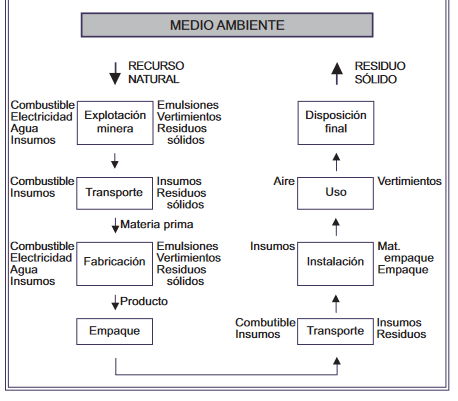 MEDIO AMBIENTE
RECURSO
NATURAL
RESIDUO
SÓLIDO
Combustible
Electricidad
Agua
Insumos
Explotación
minera
Emulsiones
Vertimientos
Residuos
sólidos
Disposición
final
Combustible
Insumos
Transporte
Insumos
Residuos
sólidos
Aire
Uso
Vertimientos
Materia prima
Combustible
Electricidad
Agua
Insumos
Fabricación
Emulsiones
Vertimientos
Residuos
sólidos
Insumos
Instalación
Mat.
empaque
Empaque
Producto
Empaque
Combutible
Insumos
Transporte
Insumos
Residuos